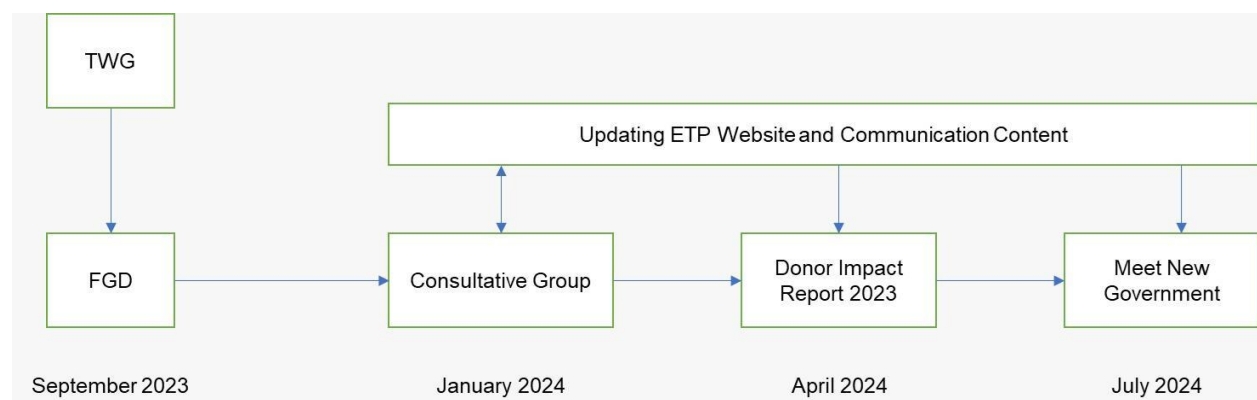 TWG
Updating ETP Website and Communication Content
FGD
Consultative Group
Donor Impact
Report 2023
Meet New
Government
September 2023
January 2024
April 2024
July 2024